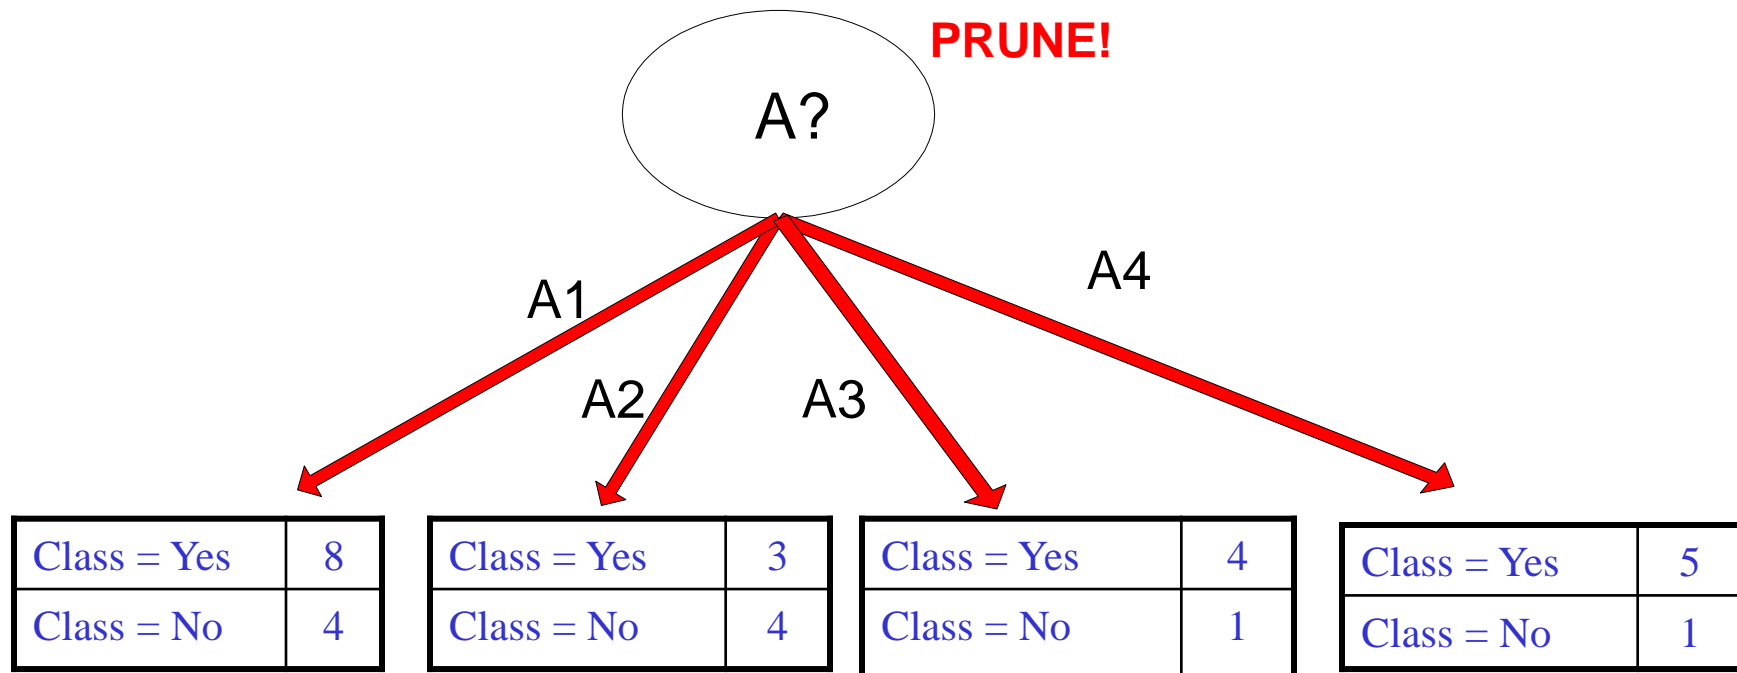 PRUNE!
A?
A1
A4
A2
A3
Class = Yes 8
Class = No 4
Class = Yes 3
Class = No 4
Class = Yes 4
Class = No 1
Class = Yes 5
Class = No 1